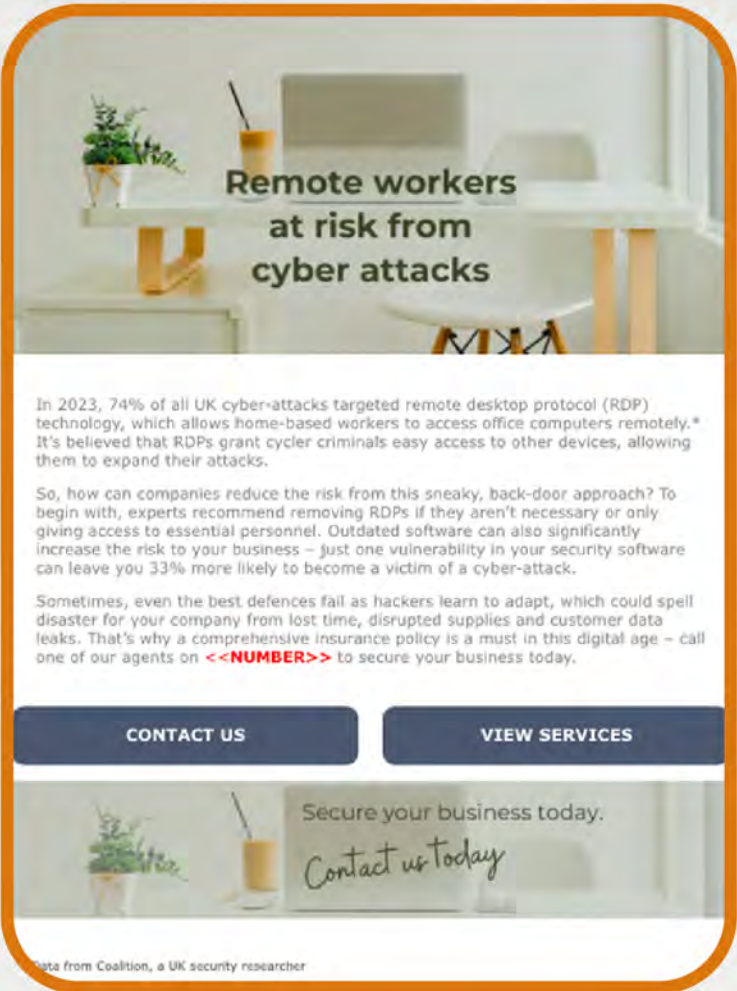 Remote workers
at risk from
cyber attacks
In 2023, 74% of all UK cyber-attacks targeted remote desktop protocol (RDP)
technology, which allows home-based workers to access office computers remotely.*
It's believed that RDPs grant cycler criminals easy access to other devices, allowing
them to expand their attacks.
So, how can companies reduce the risk from this sneaky, back-door approach? To
begin with, experts recommend removing RDPs if they aren't necessary or only
giving access to essential personnel. Outdated software can also significantly
increase the risk to your business – just one vulnerability in your security software
can leave you 33% more likely to become a victim of a cyber-attack.
Sometimes, even the best defences fail as hackers learn to adapt, which could spell
disaster for your company from lost time, disrupted supplies and customer data
leaks. That's why a comprehensive insurance policy is a must in this digital age – call
one of our agents on <<NUMBER>> to secure your business today.
CONTACT US
VIEW SERVICES
Secure your business today.
Contact us Today
Data from Coalition, a UK security researcher